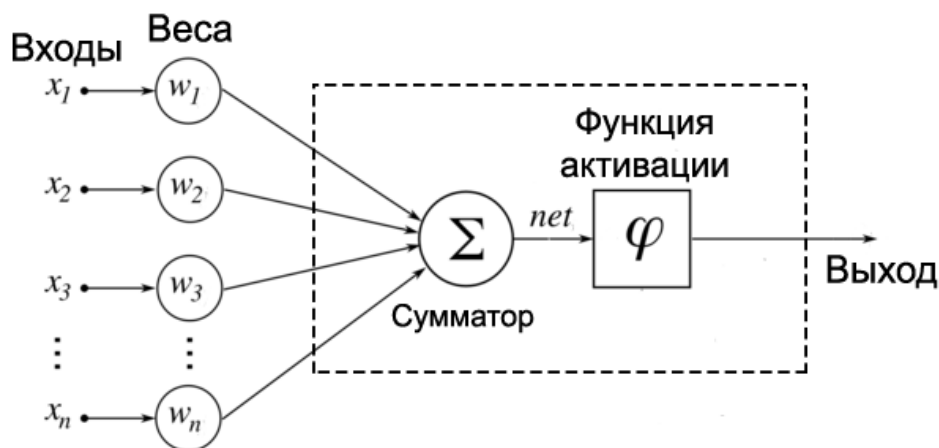 Входы
Веса
x1
w1
Функция
активации
x2
w2
net
Σ
φ
x3
w3
Сумматор
Выход
⋮
⋮
xn
wn